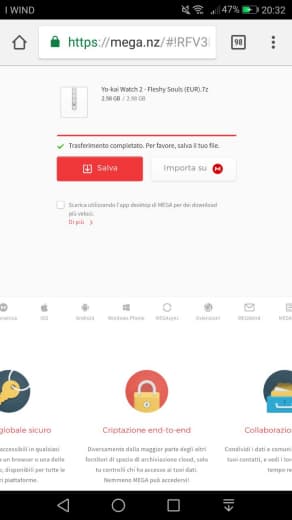 I WIND 47% 20:32
https://mega.nz/#!RFV3 98
Yo-kai Watch 2 - Fleshy Souls (EUR).7z
2.98 GB / 2.98 GB
Trasferimento completato. Per favore, salva il tuo file.
Salva
Importa su M
Scarica utilizzando l'app desktop di MEGA per dei download
più veloci.
Di più >
iOS Android Windows Phone MEGAsync Estensioni MEGAbird
globale sicuro
Criptazione end-to-end
Collaborazio
accessibili in qualsiasi
un browser o una delle
, disponibili per tutte le
i piattaforme.
Diversamente dalla maggior parte degli altri
fornitori di spazio di archiviazione cloud, solo
tu controlli chi ha accesso ai tuoi dati.
Nemmeno MEGA può accedervi!
Condividi i dati e comuni
tuoi contatti, e vedi i lor
tempo re